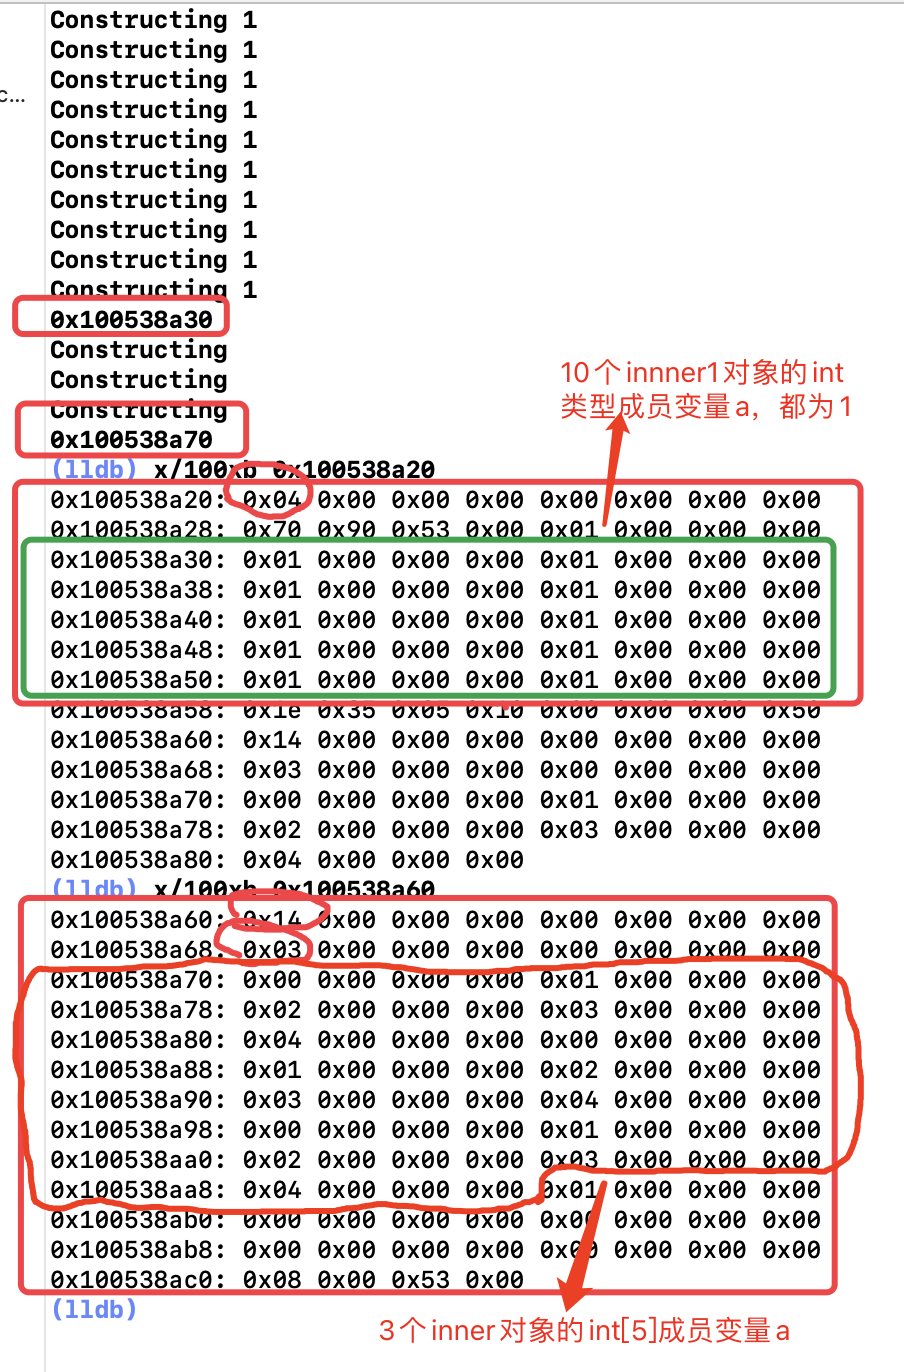 Constructing 1
c...
Constructing 1
Constructing 1
Constructing 1
Constructing 1
Constructing 1
Constructing 1
Constructing 1
Constructing 1
Constructing 1
0x100538a30
Constructing
Constructing
Constructing
0x100538a70
10个innner1对象的int
类型成员变量a，都为1
(lldb) x/100xb 0x100538a20
0x100538a20: 0x04 0x00 0x00 0x00 0x00 0x00 0x00 0x00
0x100538a28: 0x70 0x90 0x53 0x00 0x01 0x00 0x00 0x00
0x100538a30: 0x01 0x00 0x00 0x00 0x01 0x00 0x00 0x00
0x100538a38: 0x01 0x00 0x00 0x00 0x01 0x00 0x00 0x00
0x100538a40: 0x01 0x00 0x00 0x00 0x01 0x00 0x00 0x00
0x100538a48: 0x01 0x00 0x00 0x00 0x01 0x00 0x00 0x00
0x100538a50: 0x01 0x00 0x00 0x00 0x01 0x00 0x00 0x00
0x100538a58: 0x1e 0x35 0x05 0x10 0x00 0x00 0x00 0x50
0x100538a60: 0x14 0x00 0x00 0x00 0x00 0x00 0x00 0x00
0x100538a68: 0x03 0x00 0x00 0x00 0x00 0x00 0x00 0x00
0x100538a70: 0x00 0x00 0x00 0x00 0x01 0x00 0x00 0x00
0x100538a78: 0x02 0x00 0x00 0x00 0x03 0x00 0x00 0x00
0x100538a80: 0x04 0x00 0x00 0x00
(lldb) x/100xb 0x100538a60
0x100538a60: 0x14 0x00 0x00 0x00 0x00 0x00 0x00 0x00
0x100538a68: 0x03 0x00 0x00 0x00 0x00 0x00 0x00 0x00
0x100538a70: 0x00 0x00 0x00 0x00 0x01 0x00 0x00 0x00
0x100538a78: 0x02 0x00 0x00 0x00 0x03 0x00 0x00 0x00
0x100538a80: 0x04 0x00 0x00 0x00 0x00 0x00 0x00 0x00
0x100538a88: 0x01 0x00 0x00 0x00 0x02 0x00 0x00 0x00
0x100538a90: 0x03 0x00 0x00 0x00 0x04 0x00 0x00 0x00
0x100538a98: 0x00 0x00 0x00 0x00 0x01 0x00 0x00 0x00
0x100538aa0: 0x02 0x00 0x00 0x00 0x03 0x00 0x00 0x00
0x100538aa8: 0x04 0x00 0x00 0x00 0x01 0x00 0x00 0x00
0x100538ab0: 0x00 0x00 0x00 0x00 0x00 0x00 0x00 0x00
0x100538ab8: 0x00 0x00 0x00 0x00 0x00 0x00 0x00 0x00
0x100538ac0: 0x08 0x00 0x53 0x00
(lldb)
3个inner对象的int[5]成员变量a